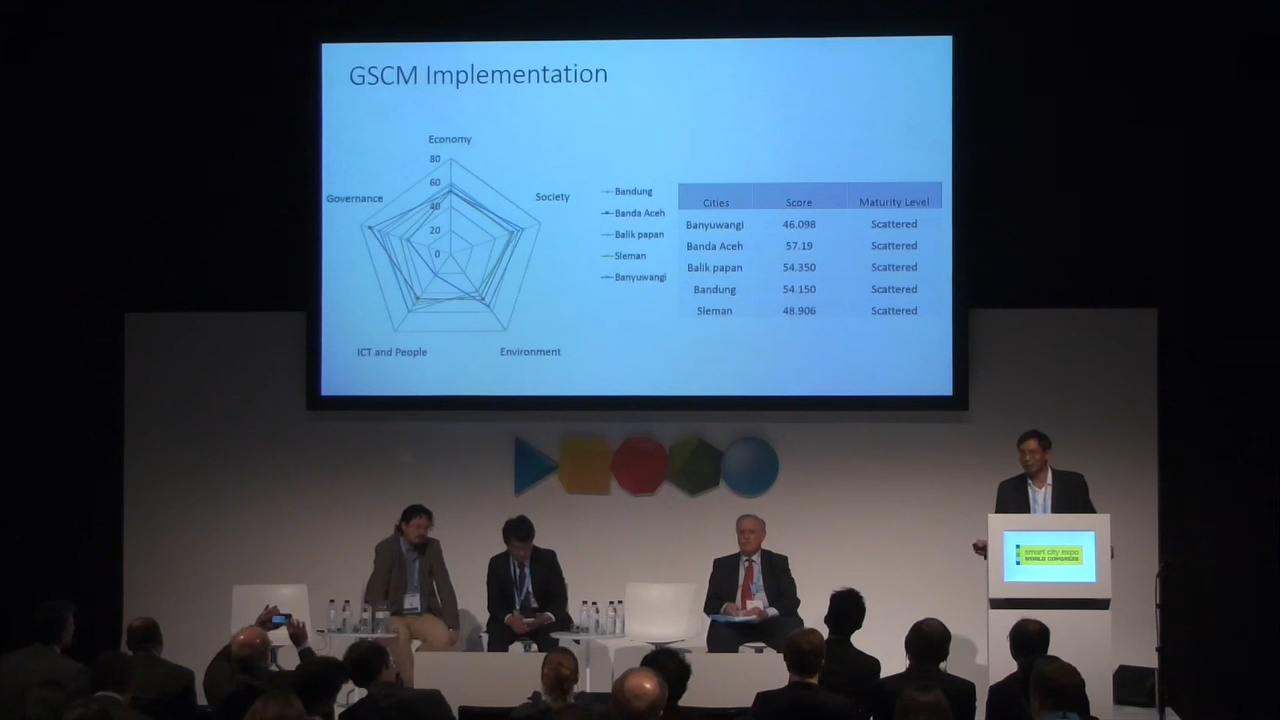 GSCM Implementation
Economy
80
60
40
20
0
Governance
Society
ICT and People
Environment
Bandung
Banda Aceh
Balik papan
Sleman
Banyuwangi
Cities Score Maturity Level
Banyuwangi 46.098 Scattered
Banda Aceh 57.19 Scattered
Balik papan 54.350 Scattered
Bandung 54.150 Scattered
Sleman 48.906 Scattered
smart city expo
WORLD CONGRESS